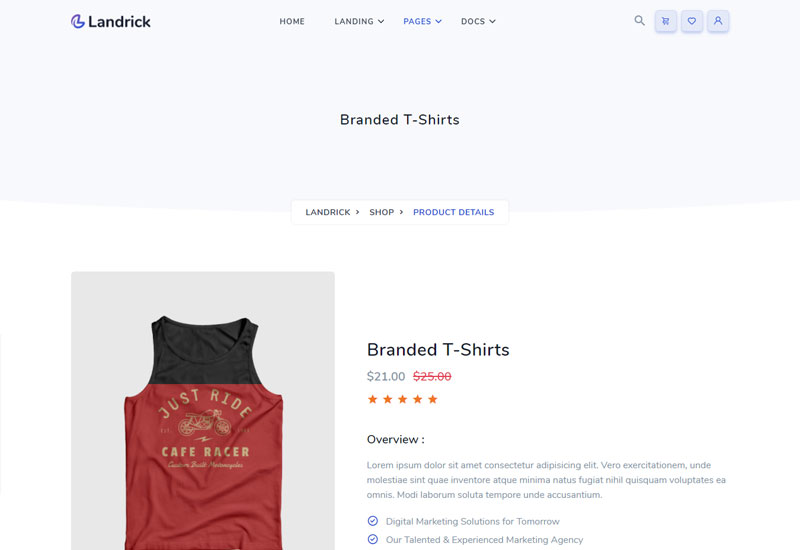 Landrick
HOME LANDING PAGES DOCS
Branded T-Shirts
LANDRICK SHOP PRODUCT DETAILS
JUST RIDE
EST.
CAFE RACER
Custom Built Motorcycles
Branded T-Shirts
$21.00 $25.00
Overview :
Lorem ipsum dolor sit amet consectetur adipisicing elit. Vero exercitationem, unde
molestiae sint quae inventore atque minima natus fugiat nihil quisquam voluptates ea
omnis. Modi laborum soluta tempore unde accusantium.
Digital Marketing Solutions for Tomorrow
Our Talented & Experienced Marketing Agency